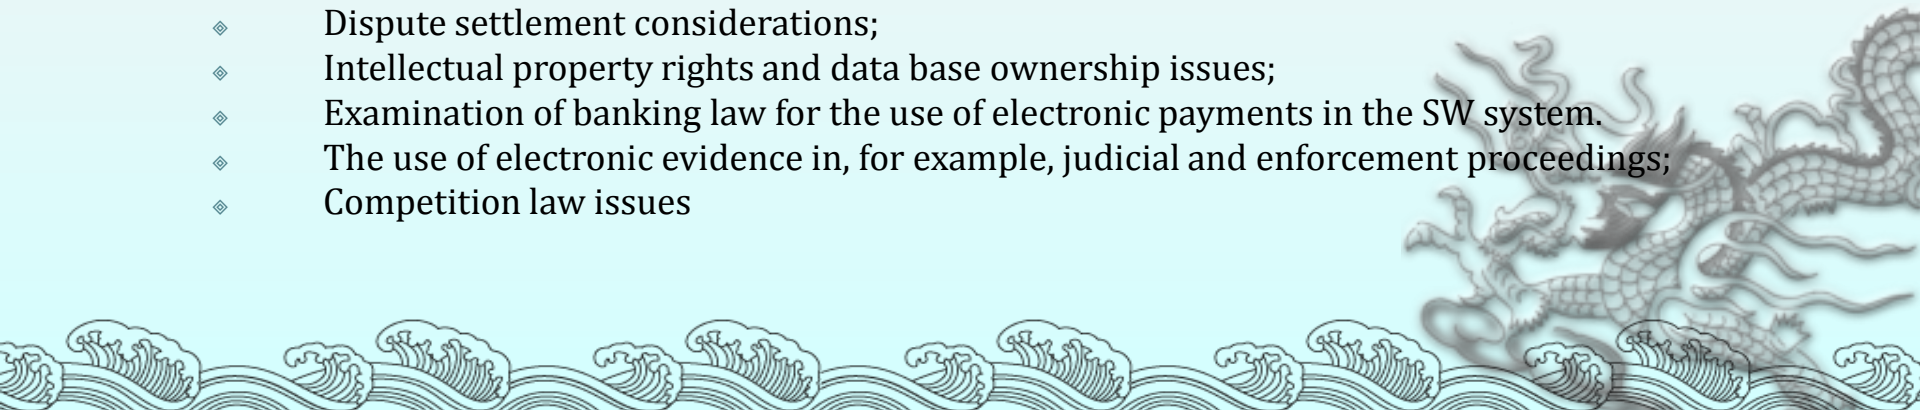 Dispute settlement considerations;
Intellectual property rights and data base ownership issues;
Examination of banking law for the use of electronic payments in the SW system.
The use of electronic evidence in, for example, judicial and enforcement proceedings;
Competition law issues